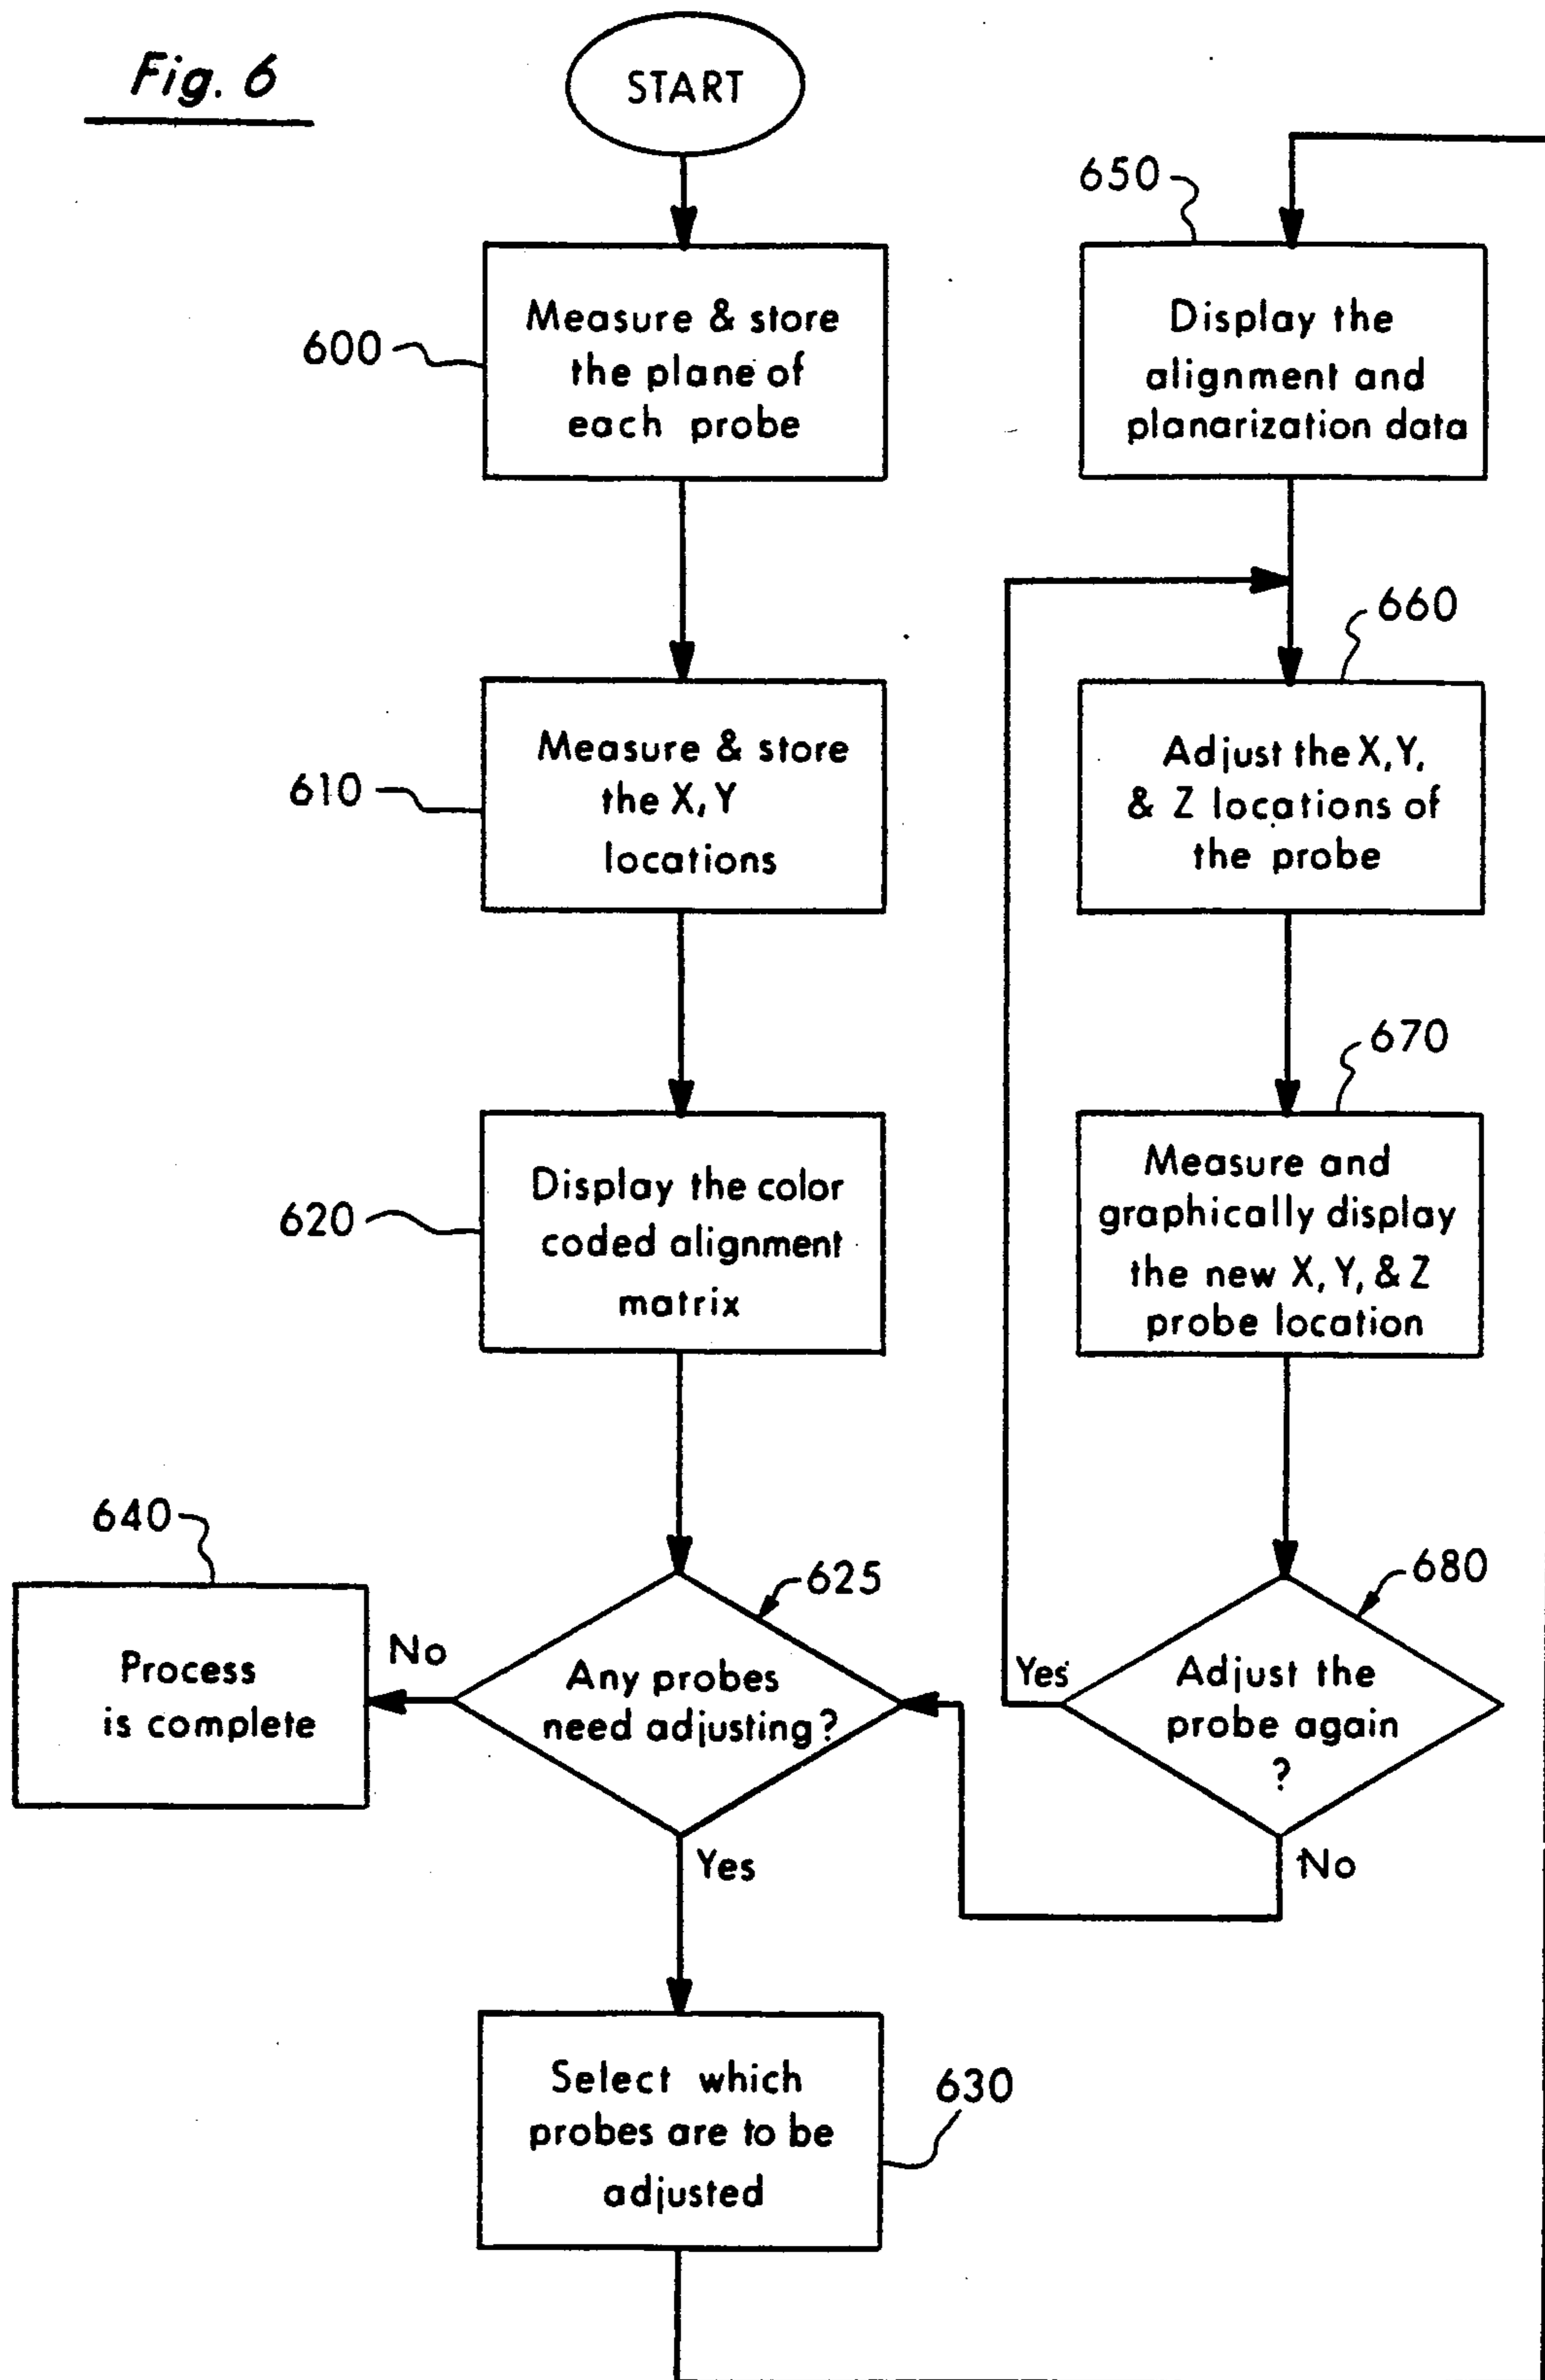 Fig. 6
START
600
Measure & store
the plane of
each probe
610
Measure & store
the X, Y
locations
620
Display the color
coded alignment
matrix
625
Any probes
need adjusting?
No
640
Process
is complete
Yes
630
Select which
probes are to be
adjusted
650
Display the
alignment and
planarization data
660
Adjust the X, Y,
& Z locations of
the probe
670
Measure and
graphically display
the new X, Y, & Z
probe location
680
Adjust the
probe again
?
Yes
No